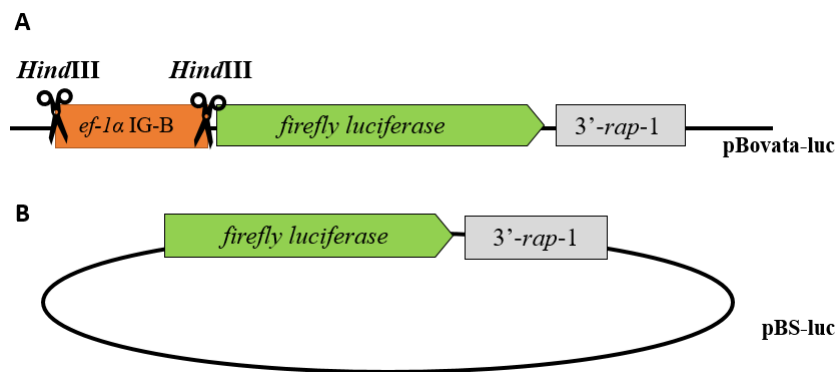 A
HindIII HindIII
ef-1α IG-B firefly luciferase 3'-rap-1
pBovata-luc
B
firefly luciferase 3'-rap-1
pBS-luc